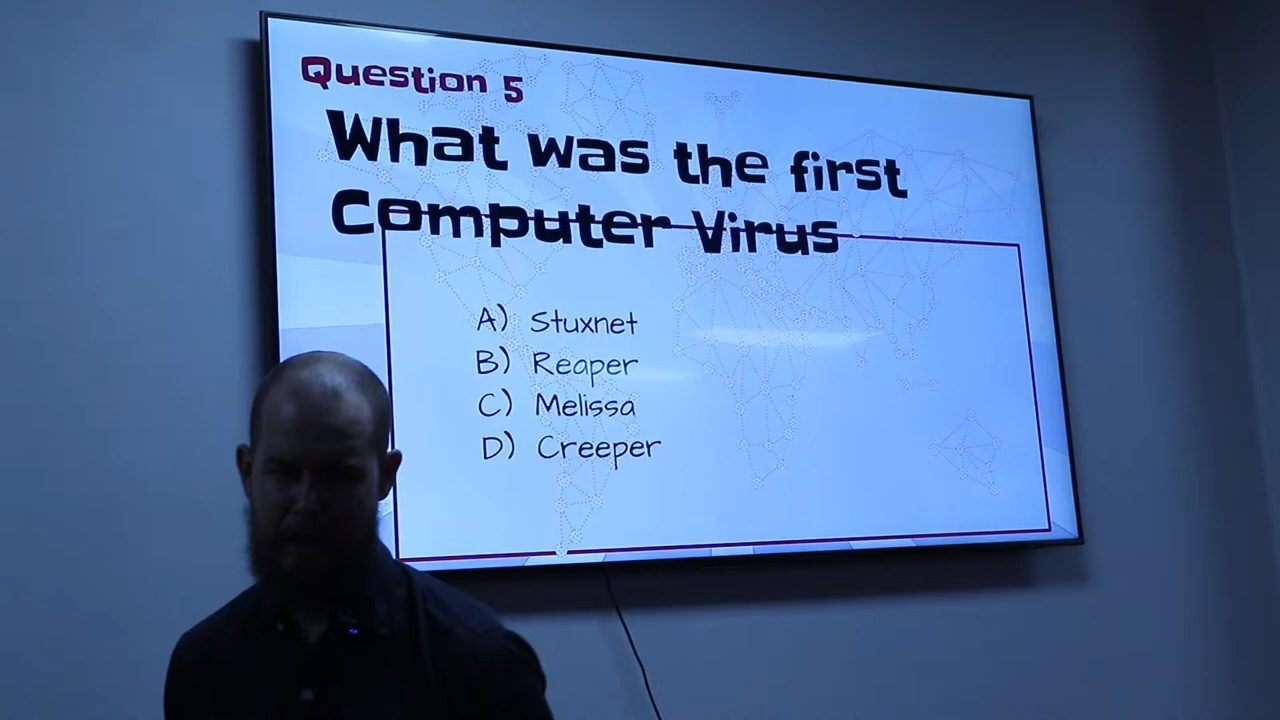 Question 5
What was the first
Computer Virus
A) Stuxnet
B) Reaper
C) Melissa
D) Creeper